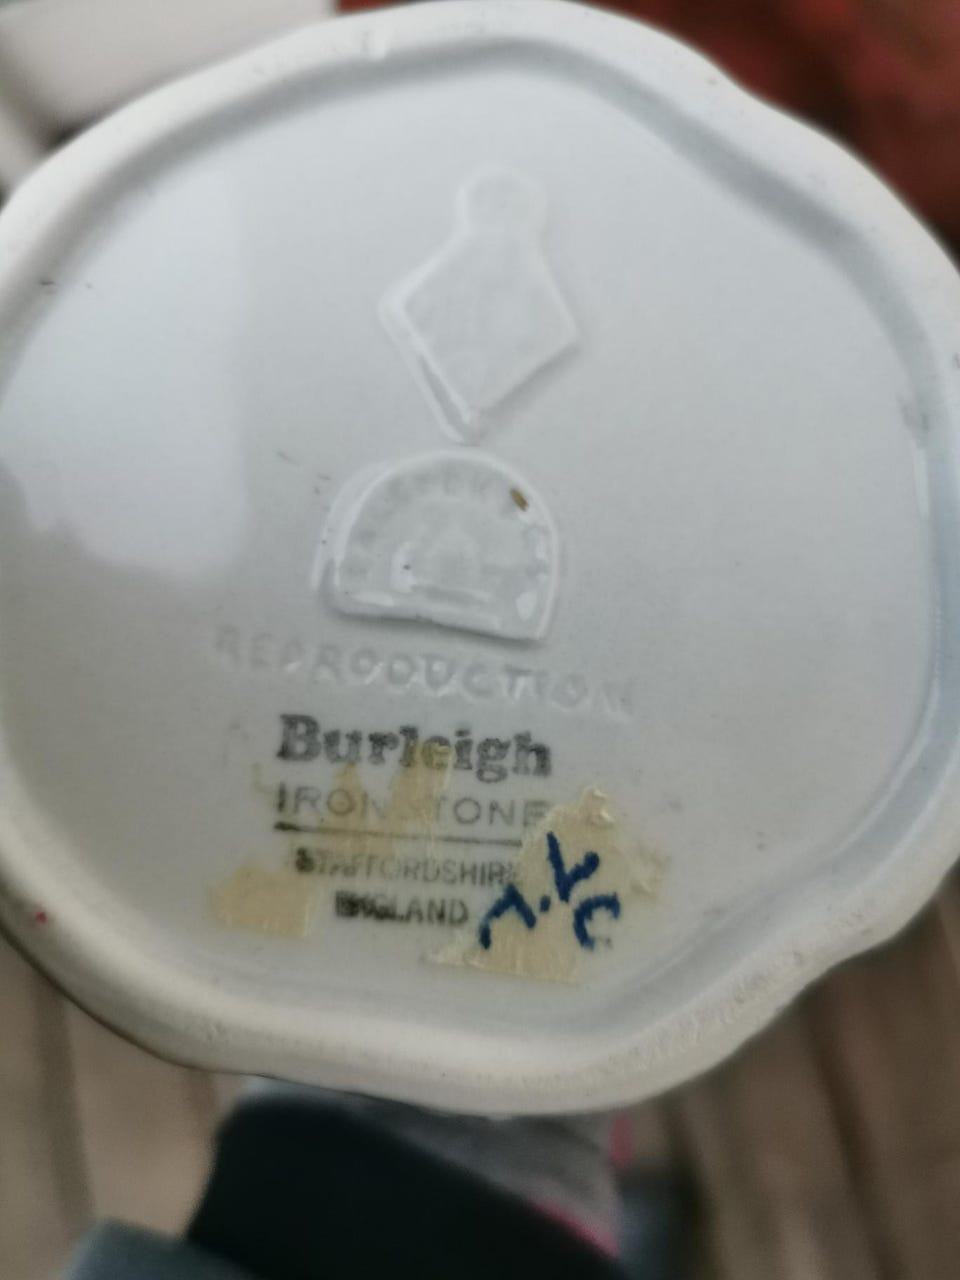 REPRODUCTION
Burleigh
IRONSTONE
STAFFORDSHIRE
ENGLAND